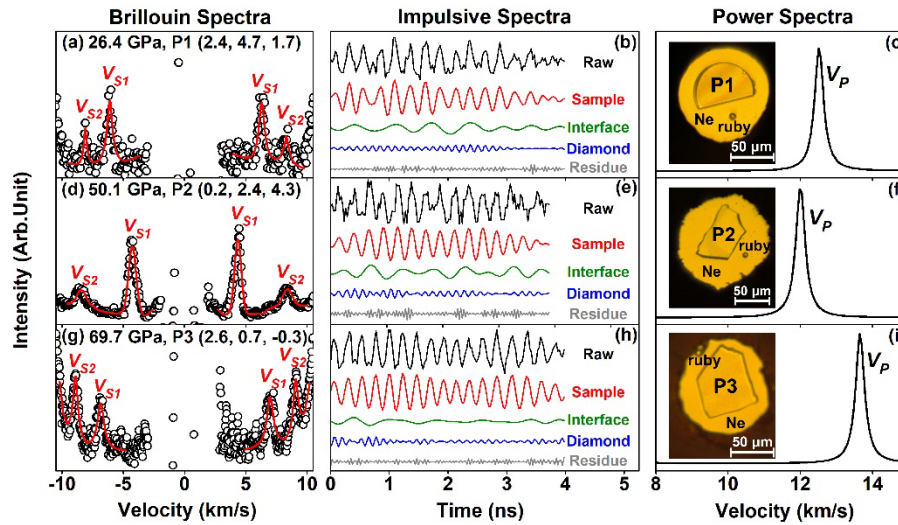 Brillouin Spectra
Impulsive Spectra
Power Spectra
Intensity (Arb.Unit)
(a) 26.4 GPa, P1 (2.4, 4.7, 1.7)
V_S2
V_S1
V_S1
V_S2
(b)
Raw
Sample
Interface
Diamond
Residue
(c)
P1
Ne
ruby
50 µm
V_P
(d) 50.1 GPa, P2 (0.2, 2.4, 4.3)
V_S2
V_S1
V_S1
V_S2
(e)
Raw
Sample
Interface
Diamond
Residue
(f)
P2
ruby
Ne
50 µm
V_P
(g) 69.7 GPa, P3 (2.6, 0.7, -0.3)
V_S2
V_S1
V_S1
V_S2
(h)
Raw
Sample
Interface
Diamond
Residue
(i)
ruby
P3
Ne
50 µm
V_P
-10 -5 0 5 10
0 1 2 3 4 5
8 10 12 14
Velocity (km/s)
Time (ns)
Velocity (km/s)